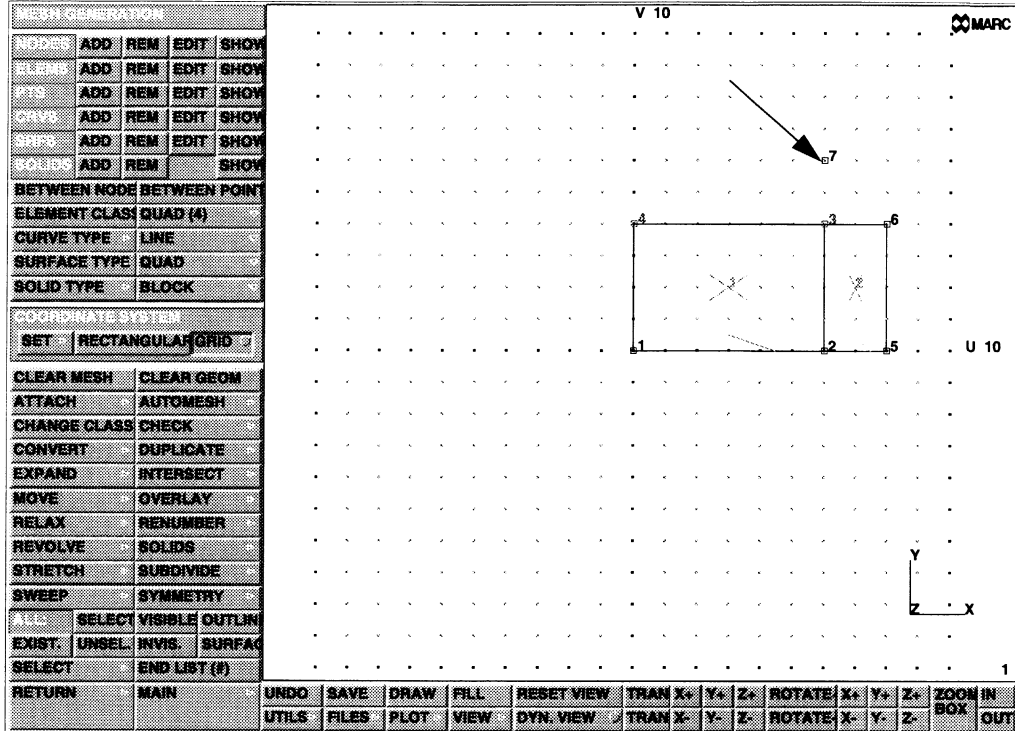 MESH GENERATION
NODES ADD REM EDIT SHOW
ELEMS ADD REM EDIT SHOW
PTS ADD REM EDIT SHOW
CRVS ADD REM EDIT SHOW
SRFS ADD REM EDIT SHOW
SOLIDS ADD REM SHOW
BETWEEN NODE BETWEEN POINT
ELEMENT CLASS QUAD (4)
CURVE TYPE LINE
SURFACE TYPE QUAD
SOLID TYPE BLOCK
COORDINATE SYSTEM
SET RECTANGULAR GRID
CLEAR MESH CLEAR GEOM
ATTACH AUTOMESH
CHANGE CLASS CHECK
CONVERT DUPLICATE
EXPAND INTERSECT
MOVE OVERLAY
RELAX RENUMBER
REVOLVE SOLIDS
STRETCH SUBDIVIDE
SWEEP SYMMETRY
ALL: SELECT VISIBLE OUTLIN
EXIST. UNSEL. INVIS. SURFAC
SELECT END LIST (#)
RETURN MAIN
V 10
MARC
7
4 3 6
1 2
1 2 5
U 10
Y
Z X
1
UNDO SAVE DRAW FILL RESET VIEW TRAN X+ Y+ Z+ ROTATE X+ Y+ Z+ ZOOM IN
UTILS FILES PLOT VIEW DYN. VIEW TRAN X- Y- Z- ROTATE X- Y- Z- BOX OUT